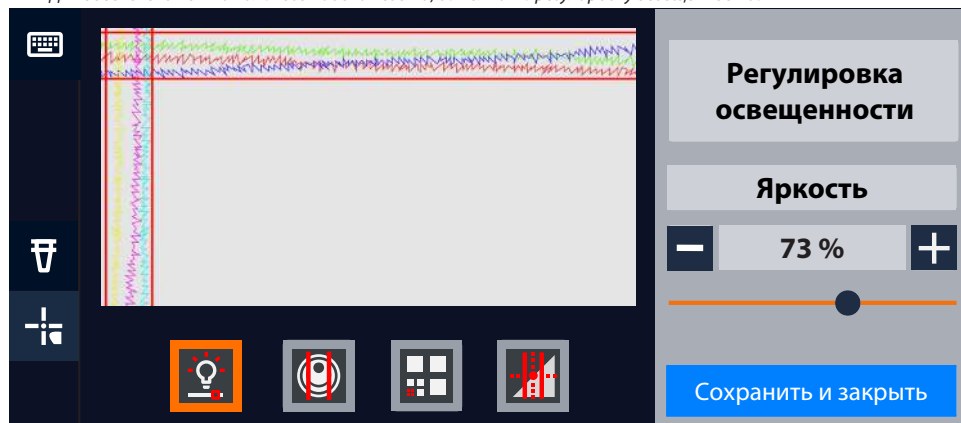 Регулировка
освещенности
Яркость
73 %
Сохранить и закрыть